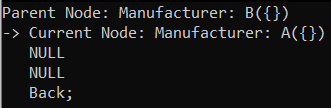 Parent Node: Manufacturer: B({})
-> Current Node: Manufacturer: A({})
NULL
NULL
Back;